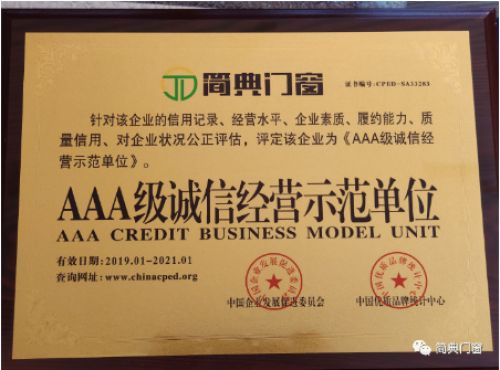 简典门窗
证书编号:CPED-SA33283
针对该企业的信用记录、经营水平、企业素质、履约能力、质
量信用、对企业状况公正评估，评定该企业为《AAA级诚信经
营示范单位》。
AAA级诚信经营示范单位
AAA CREDIT BUSINESS MODEL UNIT
有效日期:2019.01-2021.01
查询网址:www.chinacped.org
中国企业发展促进委员会
中国优质品牌统计中心
简典门窗